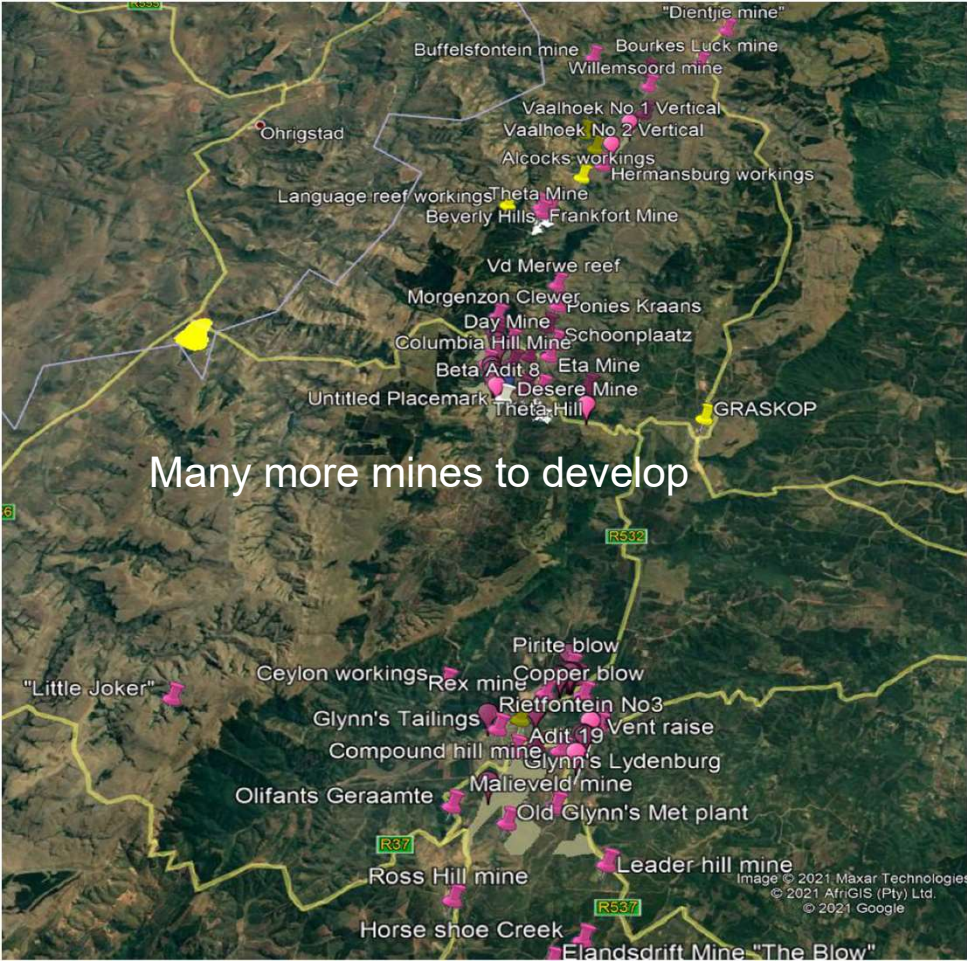 R555
"Dientjie mine"
Buffelsfontein mine
Bourkes Luck mine
Willemsoord mine
Vaalhoek No 1 Vertical
Ohrigstad
Vaalhoek No 2 Vertical
Alcocks workings
Hermansburg workings
Language reef workings
Theta Mine
Beverly Hills
Frankfort Mine
Vd Merwe reef
Morgenzon Clewer
Ponies Kraans
Day Mine
Schoonplaatz
Columbia Hill Mine
Beta Adit 8
Eta Mine
Desere Mine
Untitled Placemark
Theta Hill
GRASKOP
Many more mines to develop
R532
Pirite blow
Ceylon workings
Copper blow
"Little Joker"
Rex mine
Rietfontein No3
Glynn's Tailings
Vent raise
Adit 19
Compound hill mine
Glynn's Lydenburg
Malieveld mine
Olifants Geraamte
Old Glynn's Met plant
R37
Leader hill mine
Ross Hill mine
Image © 2021 Maxar Technologies
© 2021 AfriGIS (Pty) Ltd.
© 2021 Google
R537
Horse shoe Creek
Elandsdrift Mine "The Blow"